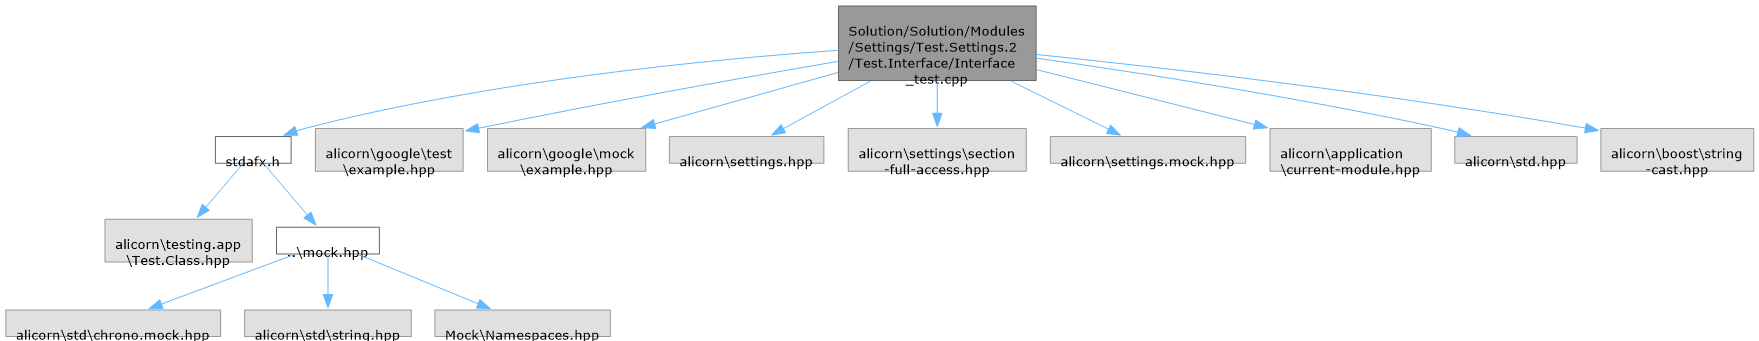 Solution/Solution/Modules
/Settings/Test.Settings.2
/Test.Interface/Interface
_test.cpp
stdafx.h
alicorn\google\test
\example.hpp
alicorn\google\mock
\example.hpp
alicorn\settings.hpp
alicorn\settings\section
-full-access.hpp
alicorn\settings.mock.hpp
alicorn\application
\current-module.hpp
alicorn\std.hpp
alicorn\boost\string
-cast.hpp
alicorn\testing.app
\Test.Class.hpp
..\mock.hpp
alicorn\std\chrono.mock.hpp
alicorn\std\string.hpp
Mock\Namespaces.hpp